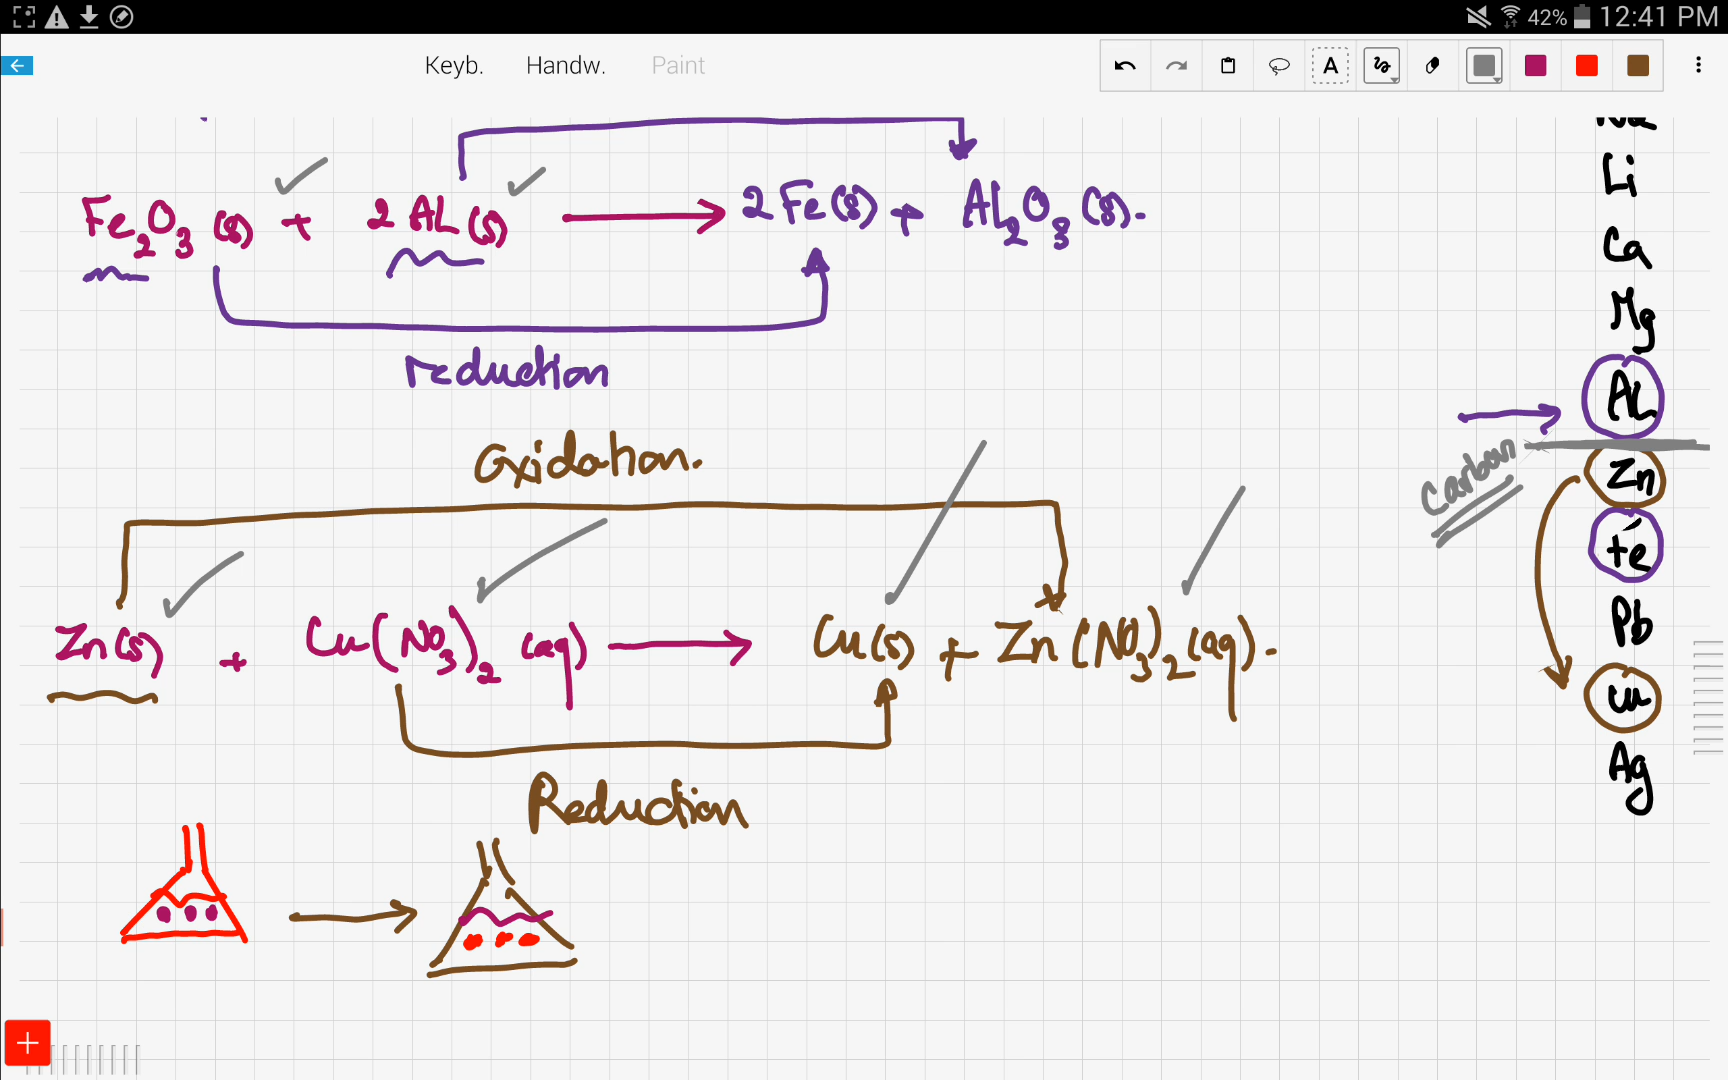 42% 12:41 PM
Keyb. Handw. Paint
A
Li
Ca
Mg
AL
Carbon
Zn
Fe
Pb
Cu
Ag
Fe₂O₃ (s) + 2 AL (s) → 2 Fe (s) + AL₂O₃ (s).
reduction
Oxidation.
Zn(s) + Cu(NO₃)₂ (aq) → Cu(s) + Zn(NO₃)₂ (aq).
Reduction